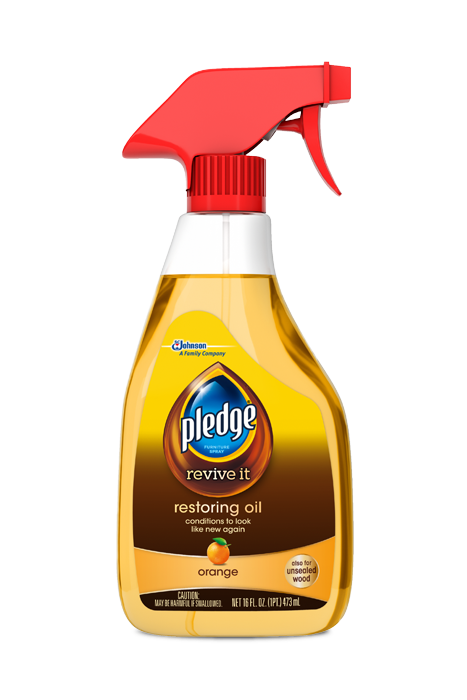 SC Johnson
A Family Company
pledge®
FURNITURE
SPRAY
revive it
restoring oil
conditions to look
like new again
orange
also for
unsealed
wood
CAUTION:
MAY BE HARMFUL IF SWALLOWED.
NET 16 FL. OZ. (1PT.) 473 mL